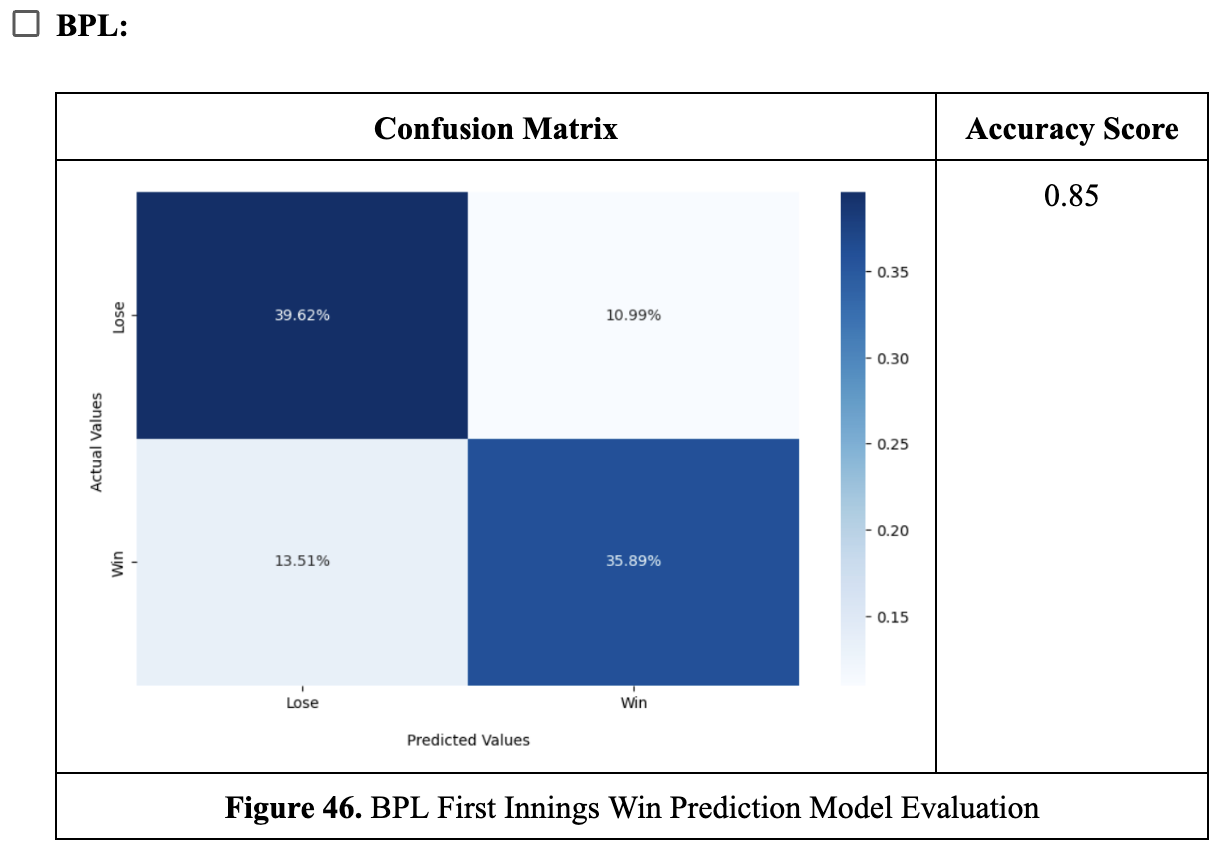 BPL:
Confusion Matrix
Accuracy Score
0.85
Lose
39.62%
10.99%
Actual Values
Win
13.51%
35.89%
Lose
Win
Predicted Values
0.35
0.30
0.25
0.20
0.15
Figure 46. BPL First Innings Win Prediction Model Evaluation